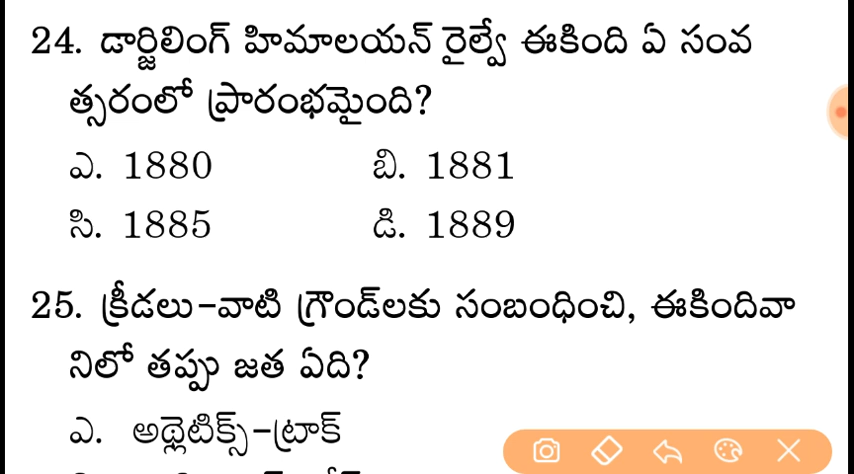 24. డార్జిలింగ్ హిమాలయన్ రైల్వే ఈకింది ఏ సంవ
త్సరంలో ప్రారంభమైంది?
ఎ. 1880 బి. 1881
సి. 1885 డి. 1889
25. క్రీడలు-వాటి గ్రౌండ్‌లకు సంబంధించి, ఈకిందివా
నిలో తప్పు జత ఏది?
ఎ. అథ్లెటిక్స్-ట్రాక్